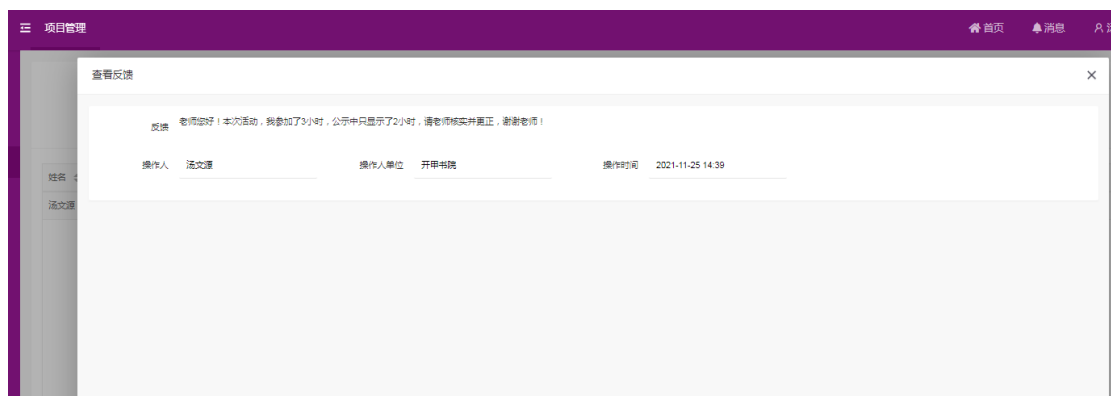 项目管理
首页
消息
查看反馈
反馈 老师您好！本次活动，我参加了3小时，公示中只显示了2小时，请老师核实并更正，谢谢老师！
操作人 汤文源 操作人单位 开甲书院 操作时间 2021-11-25 14:39
姓名
汤文源